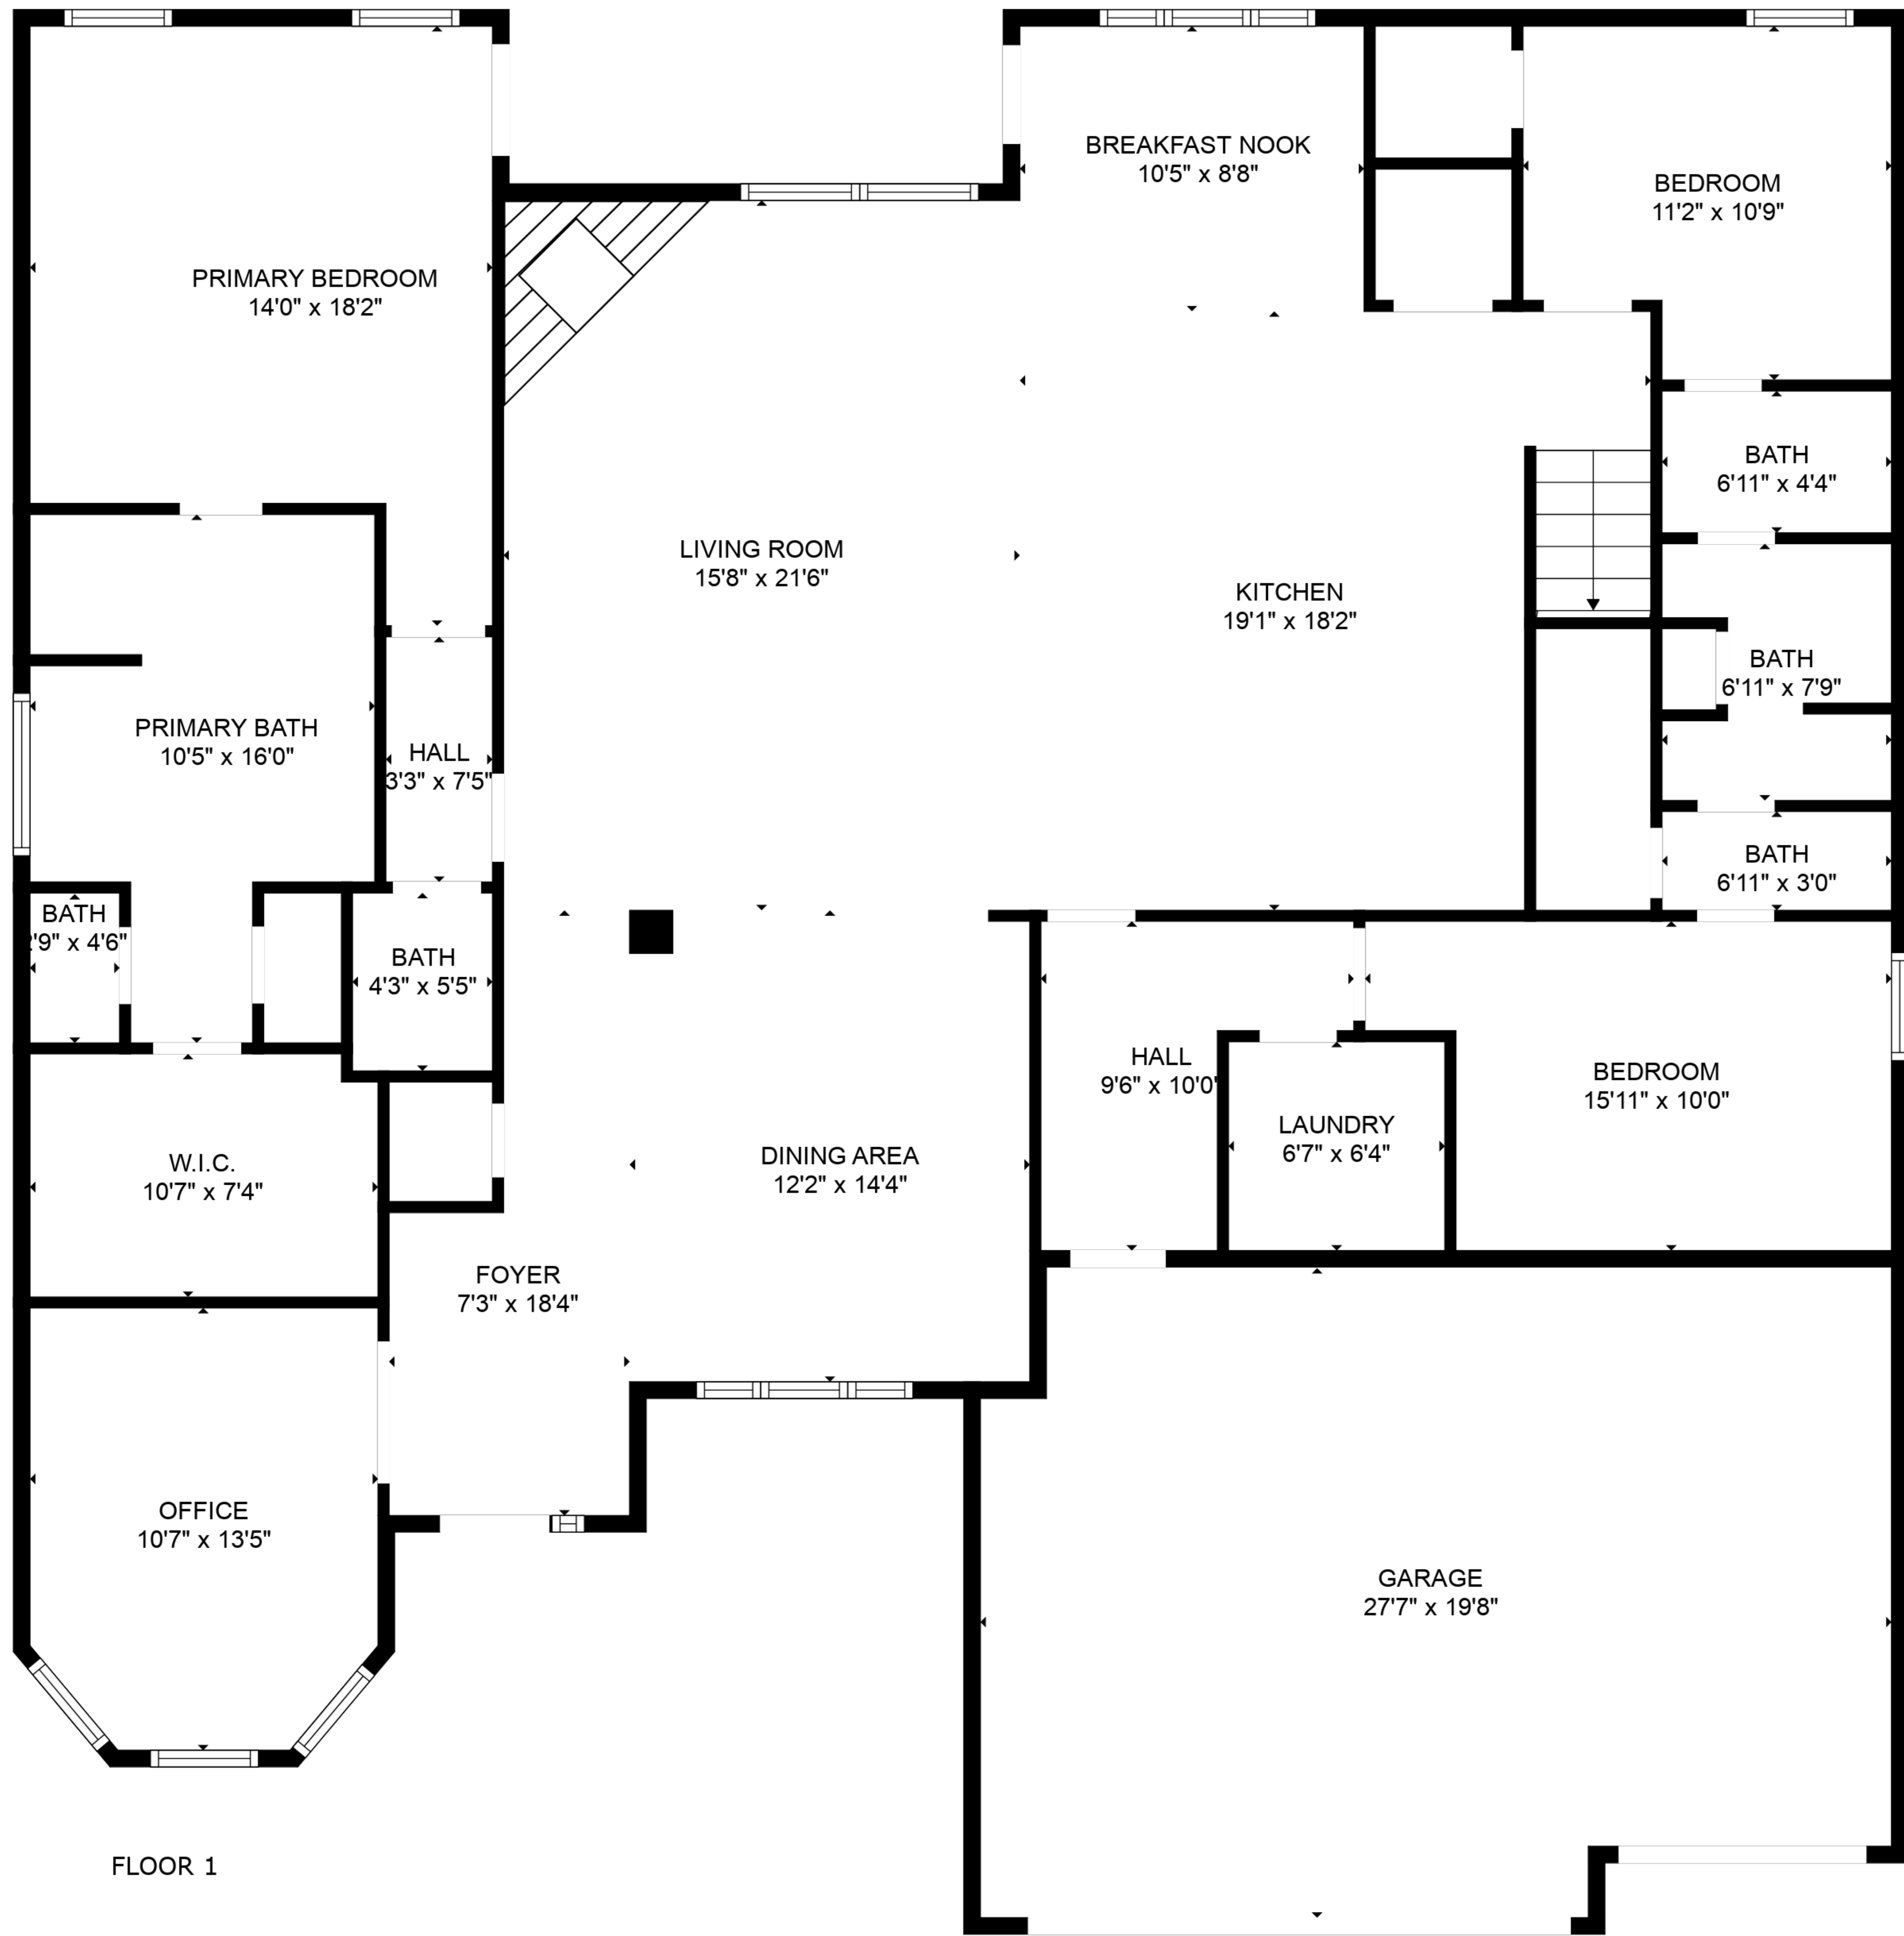 BREAKFAST NOOK
10'5" x 8'8"
BEDROOM
11'2" x 10'9"
PRIMARY BEDROOM
14'0" x 18'2"
BATH
6'11" x 4'4"
LIVING ROOM
15'8" x 21'6"
KITCHEN
19'1" x 18'2"
BATH
6'11" x 7'9"
PRIMARY BATH
10'5" x 16'0"
HALL
3'3" x 7'5"
BATH
6'11" x 3'0"
BATH
2'9" x 4'6"
BATH
4'3" x 5'5"
HALL
9'6" x 10'0"
BEDROOM
15'11" x 10'0"
LAUNDRY
6'7" x 6'4"
W.I.C.
10'7" x 7'4"
DINING AREA
12'2" x 14'4"
FOYER
7'3" x 18'4"
OFFICE
10'7" x 13'5"
GARAGE
27'7" x 19'8"
FLOOR 1